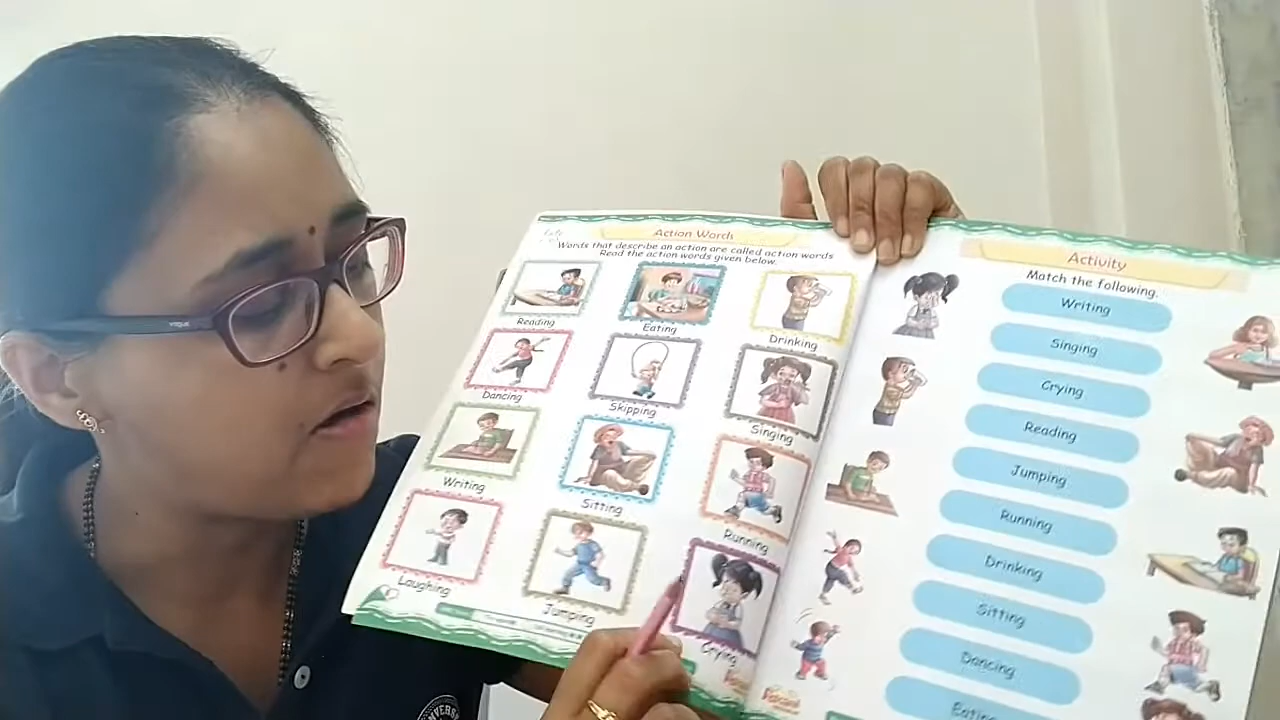 Action Words
Words that describe an action are called action words
Read the action words given below.
Reading
Eating
Drinking
Dancing
Skipping
Singing
Writing
Sitting
Running
Laughing
Jumping
Crying
Activity
Match the following.
Writing
Singing
Crying
Reading
Jumping
Running
Drinking
Sitting
Dancing
Eating
vogue